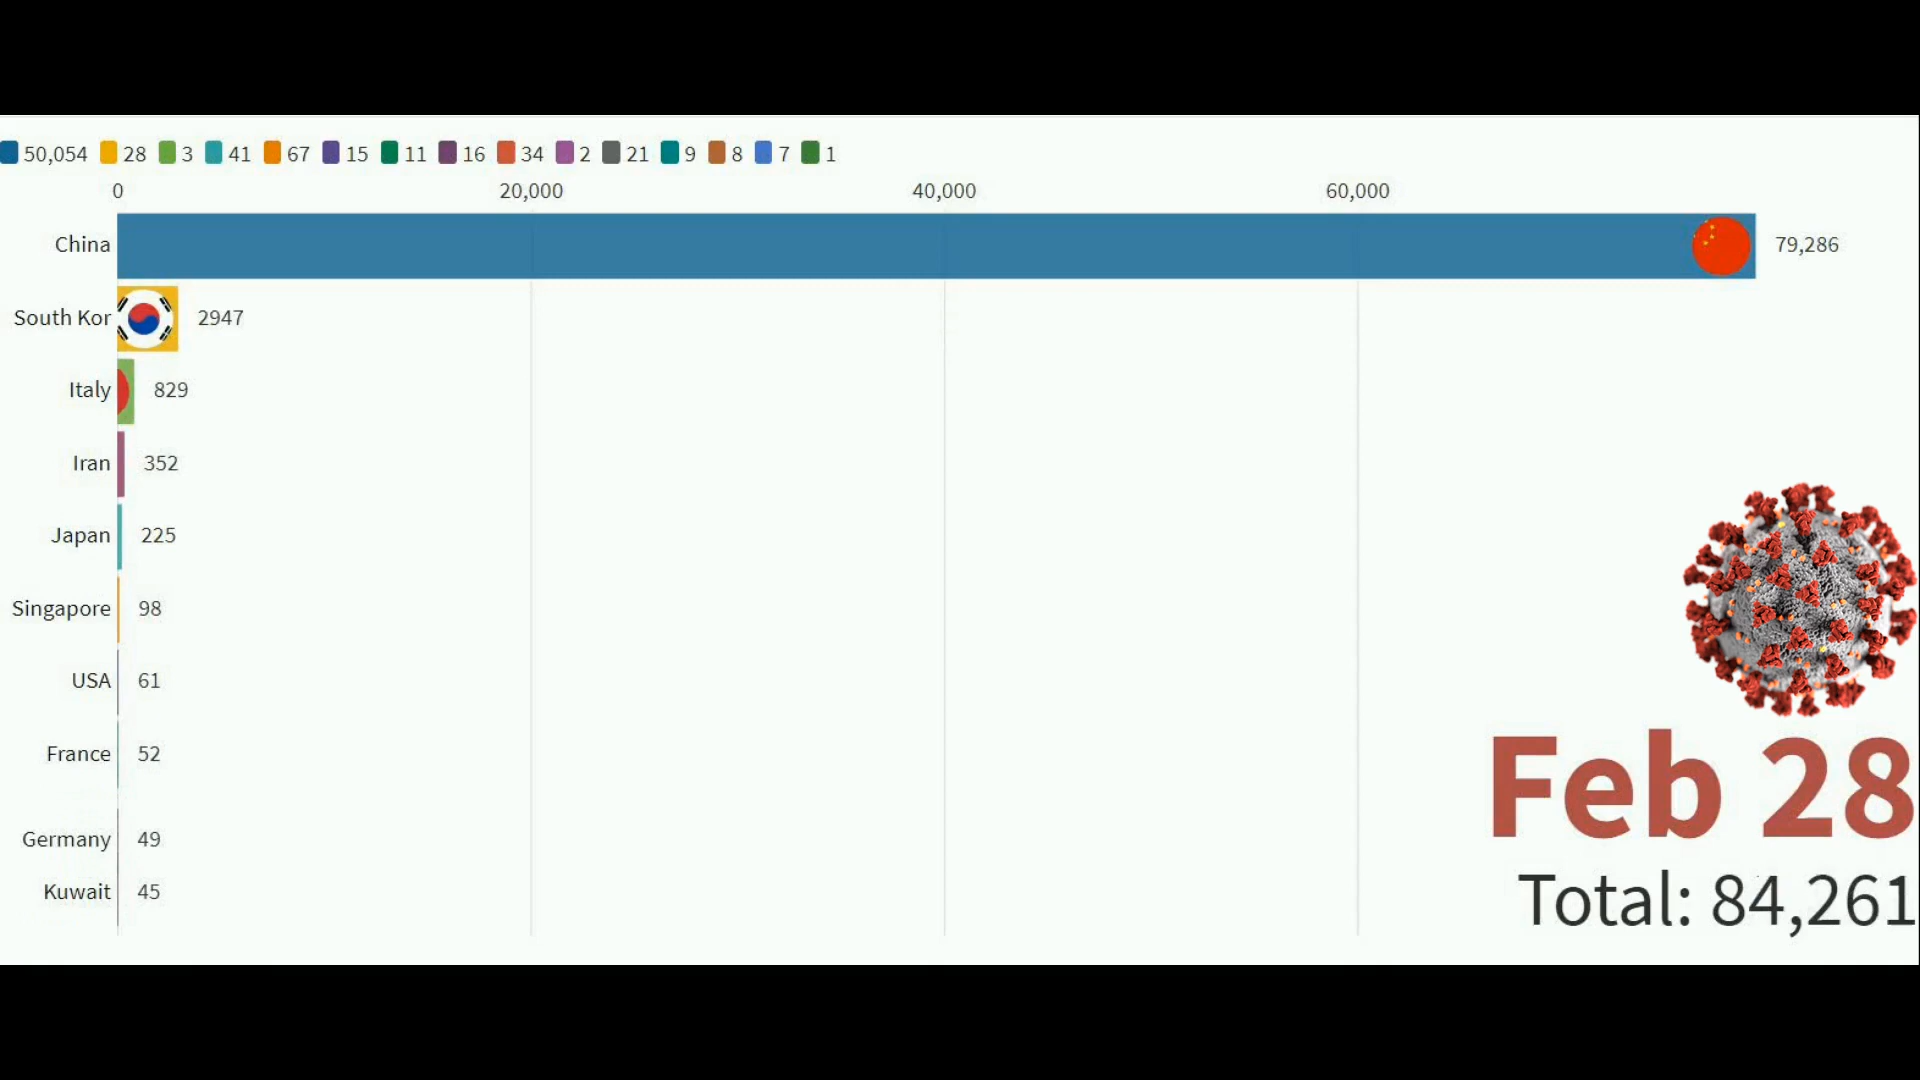 50,054 28 3 41 67 15 11 16 34 2 21 9 8 7 1
0 20,000 40,000 60,000
China 79,286
South Kor 2947
Italy 829
Iran 352
Japan 225
Singapore 98
USA 61
France 52
Germany 49
Kuwait 45
Feb 28
Total: 84,261